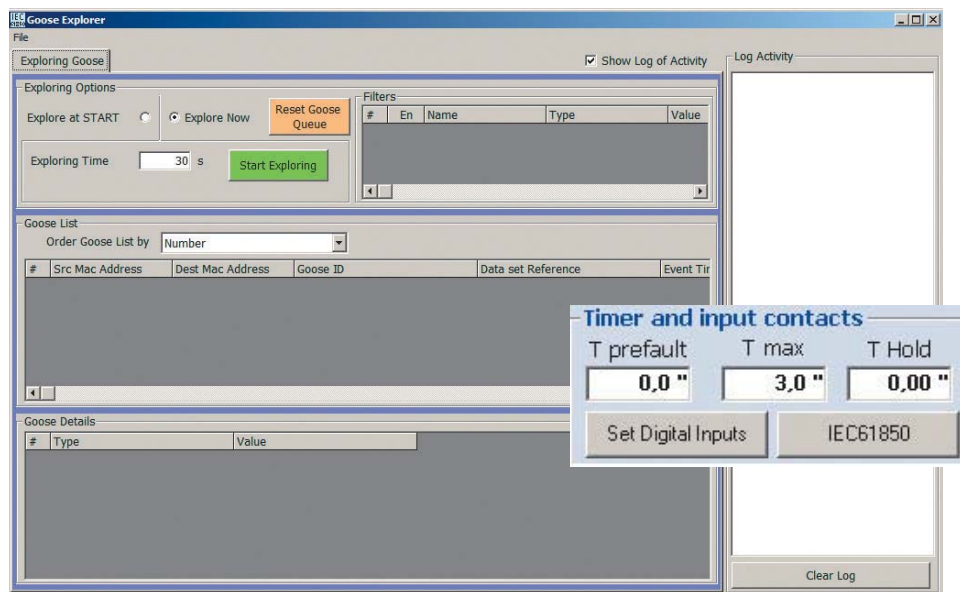 IEC 61850 Goose Explorer
File
Exploring Goose
Show Log of Activity
Log Activity
Exploring Options
Explore at START
Explore Now
Reset Goose Queue
Exploring Time 30 s
Start Exploring
Filters
# En Name Type Value
Goose List
Order Goose List by Number
# Src Mac Address Dest Mac Address Goose ID Data set Reference Event Tir
Timer and input contacts
T prefault T max T Hold
0,0 " 3,0 " 0,00 "
Set Digital Inputs IEC61850
Goose Details
# Type Value
Clear Log